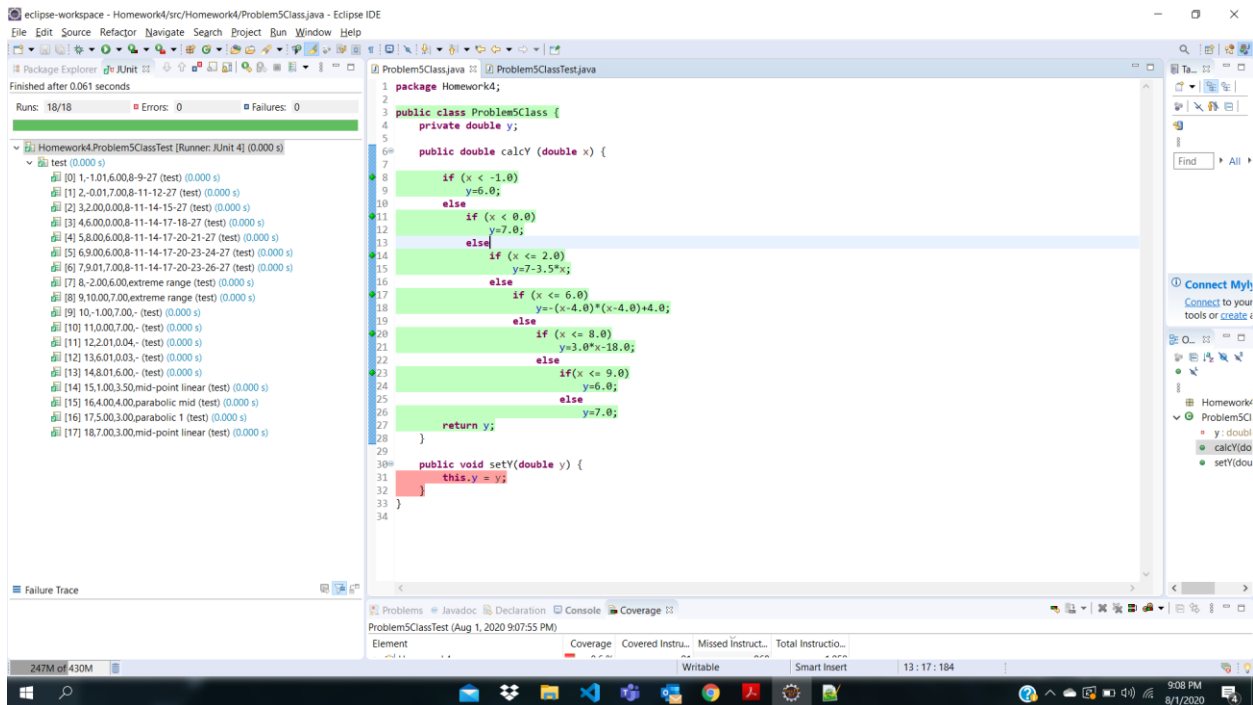 eclipse-workspace - Homework4/src/Homework4/Problem5Class.java - Eclipse IDE
File Edit Source Refactor Navigate Search Project Run Window Help
Package Explorer JUnit
Finished after 0.061 seconds
Runs: 18/18 Errors: 0 Failures: 0
Homework4.Problem5ClassTest [Runner: JUnit 4] (0.000 s)
test (0.000 s)
[0] 1,-1.01,6.00,8-9-27 (test) (0.000 s)
[1] 2,-0.01,7.00,8-11-12-27 (test) (0.000 s)
[2] 3,2.00,0.00,8-11-14-15-27 (test) (0.000 s)
[3] 4,6.00,0.00,8-11-14-17-18-27 (test) (0.000 s)
[4] 5,8.00,6.00,8-11-14-17-20-21-27 (test) (0.000 s)
[5] 6,9.00,6.00,8-11-14-17-20-23-24-27 (test) (0.000 s)
[6] 7,9.01,7.00,8-11-14-17-20-23-26-27 (test) (0.000 s)
[7] 8,-2.00,6.00,extreme range (test) (0.000 s)
[8] 9,10.00,7.00,extreme range (test) (0.000 s)
[9] 10,-1.00,7.00,- (test) (0.000 s)
[10] 11,0.00,7.00,- (test) (0.000 s)
[11] 12,2.01,0.04,- (test) (0.000 s)
[12] 13,6.01,0.03,- (test) (0.000 s)
[13] 14,8.01,6.00,- (test) (0.000 s)
[14] 15,1.00,3.50,mid-point linear (test) (0.000 s)
[15] 16,4.00,4.00,parabolic mid (test) (0.000 s)
[16] 17,5.00,3.00,parabolic 1 (test) (0.000 s)
[17] 18,7.00,3.00,mid-point linear (test) (0.000 s)
Failure Trace
Problem5Class.java Problem5ClassTest.java
1 package Homework4;
2
3 public class Problem5Class {
4 private double y;
5
6 public double calcY (double x) {
7
8 if (x < -1.0)
9 y=6.0;
10 else
11 if (x < 0.0)
12 y=7.0;
13 else
14 if (x <= 2.0)
15 y=7-3.5*x;
16 else
17 if (x <= 6.0)
18 y=-(x-4.0)*(x-4.0)+4.0;
19 else
20 if (x <= 8.0)
21 y=3.0*x-18.0;
22 else
23 if(x <= 9.0)
24 y=6.0;
25 else
26 y=7.0;
27 return y;
28 }
29
30 public void setY(double y) {
31 this.y = y;
32 }
33 }
34
Problems Javadoc Declaration Console Coverage
Problem5ClassTest (Aug 1, 2020 9:07:55 PM)
Element Coverage Covered Instru... Missed Instruct... Total Instructio...
Ta...
Find All
Connect Myly
Connect to your
tools or create a
O...
Homework4
Problem5Cl
y : doubl
calcY(do
setY(dou
247M of 430M Writable Smart Insert 13 : 17 : 184
9:08 PM
8/1/2020
4